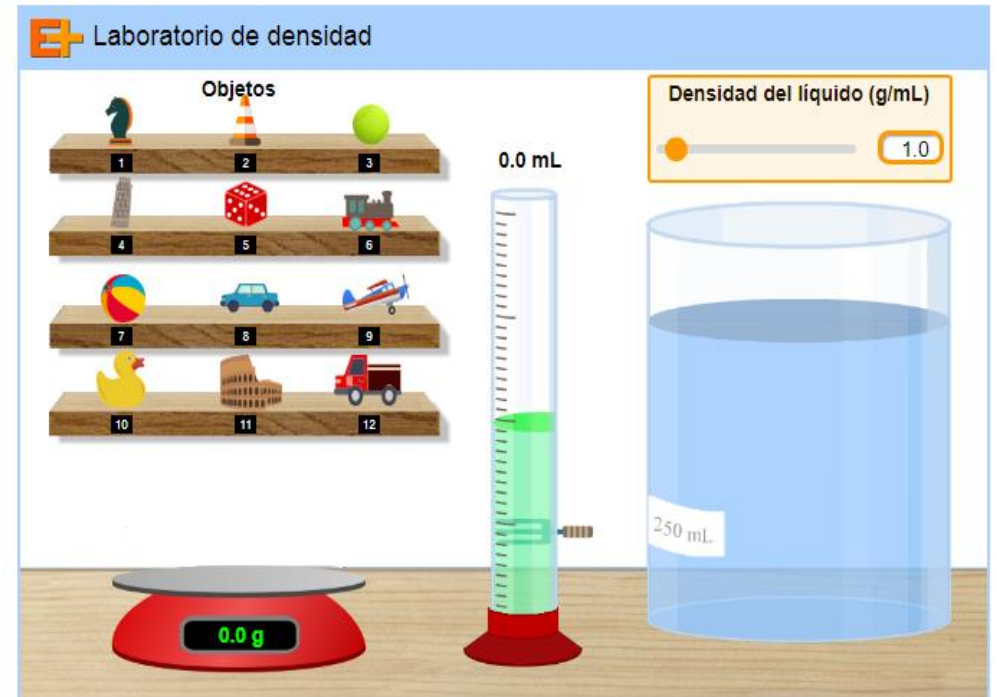 E+ Laboratorio de densidad
Objetos
1 2 3
4 5 6
7 8 9
10 11 12
0.0 mL
Densidad del líquido (g/mL)
1.0
250 mL
0.0 g